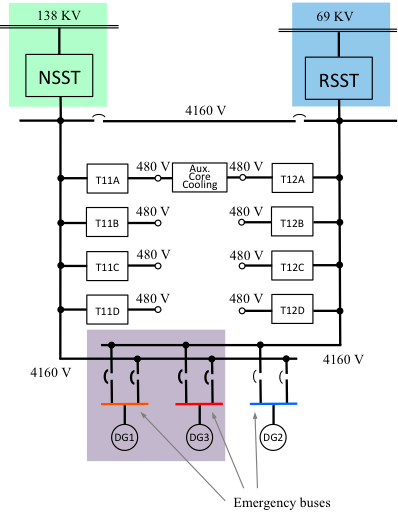 138 KV
69 KV
NSST
RSST
4160 V
480 V
480 V
T11A
Aux.
Core
Cooling
T12A
480 V
480 V
T11B
T12B
480 V
480 V
T11C
T12C
480 V
480 V
T11D
T12D
4160 V
4160 V
DG1
DG3
DG2
Emergency buses